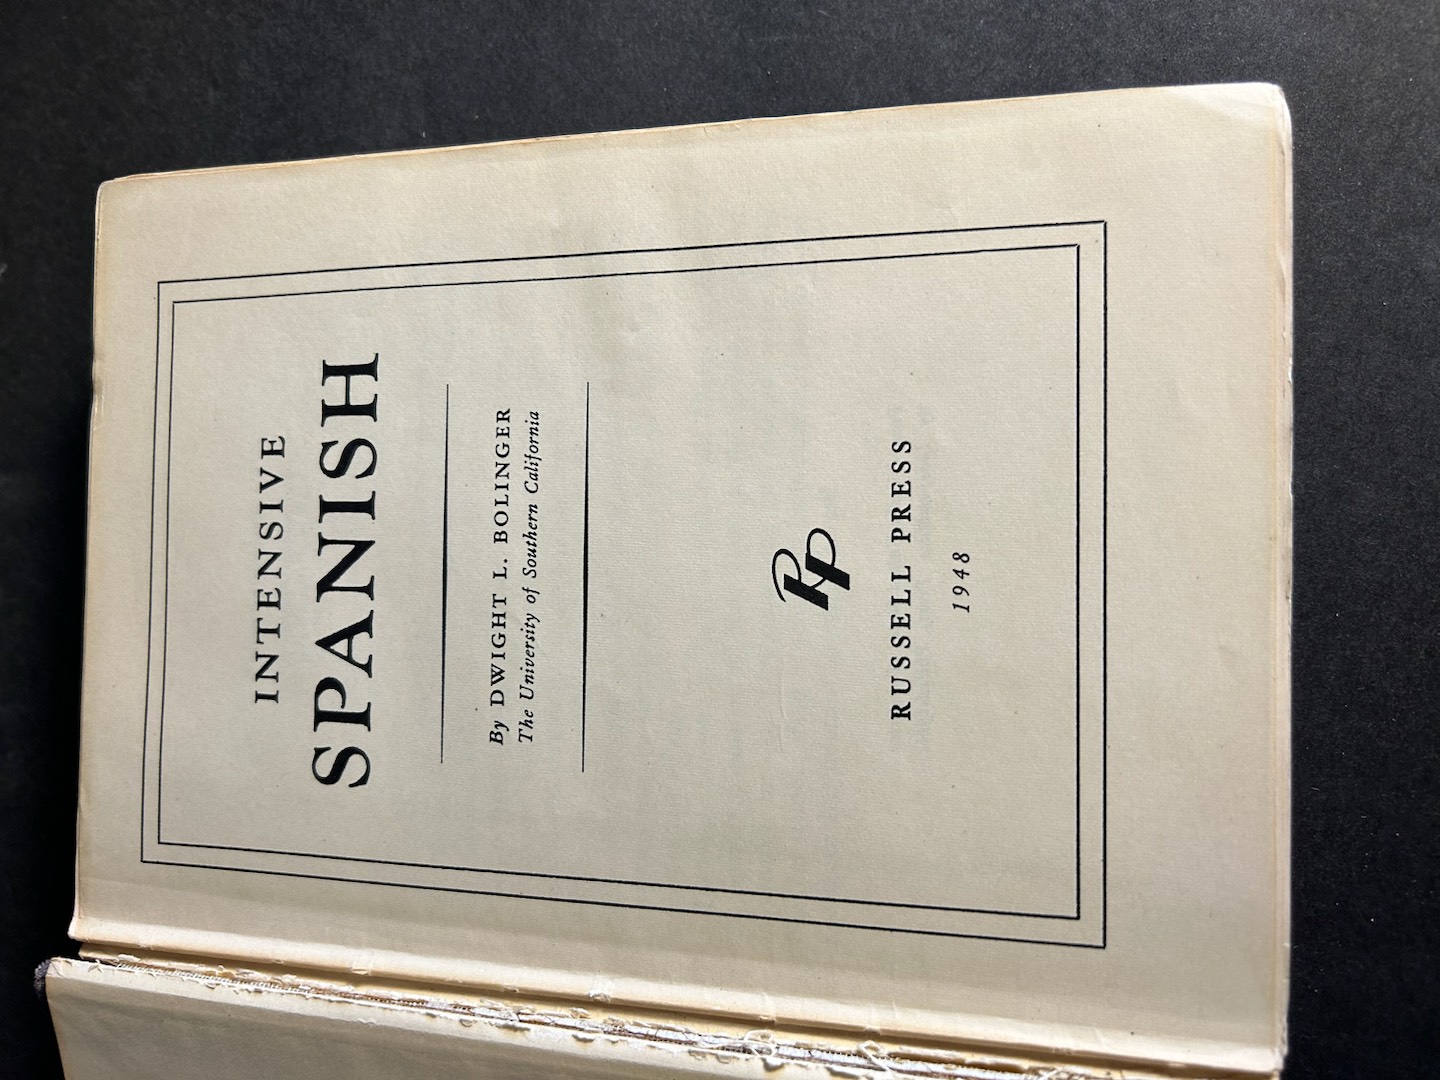 INTENSIVE
SPANISH
By DWIGHT L. BOLINGER
The University of Southern California
RP
RUSSELL PRESS
1948